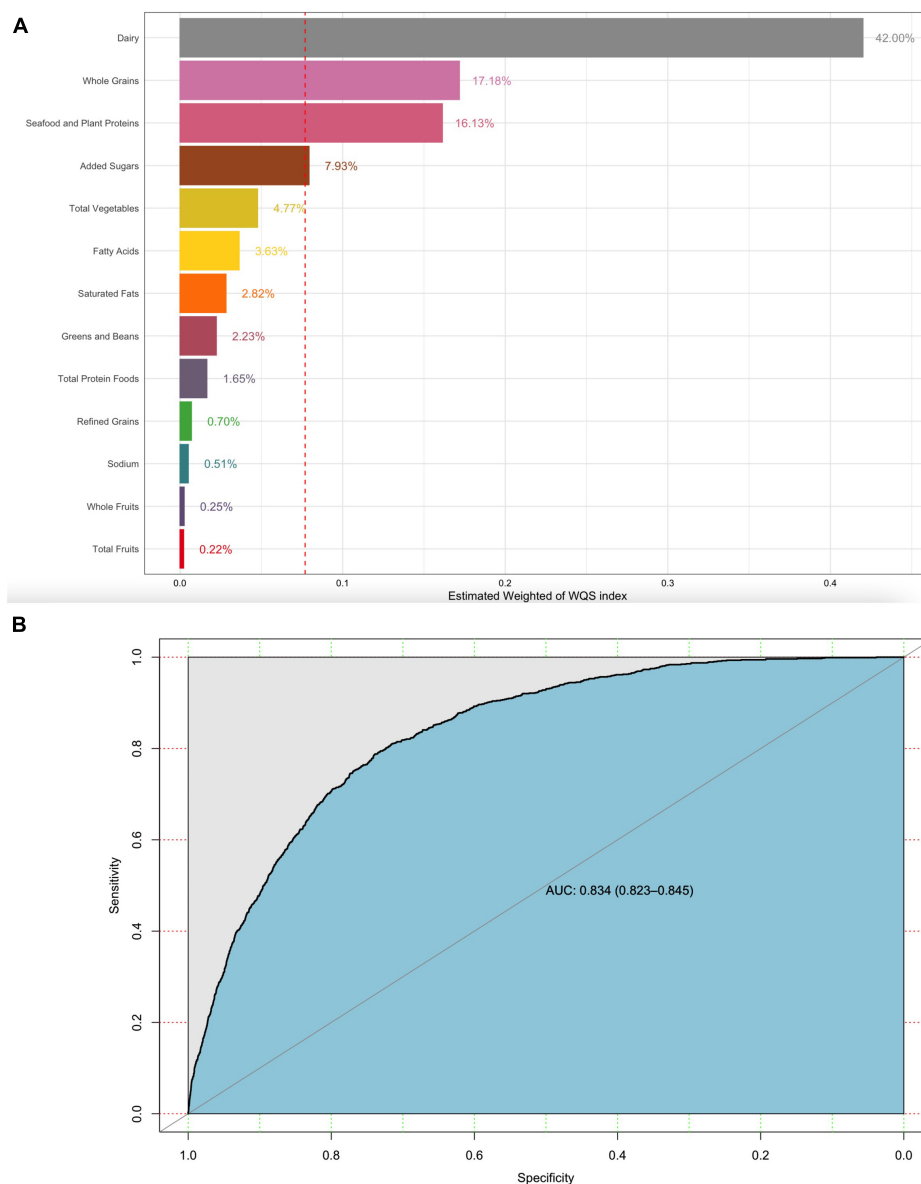 A
Dairy 42.00%
Whole Grains 17.18%
Seafood and Plant Proteins 16.13%
Added Sugars 7.93%
Total Vegetables 4.77%
Fatty Acids 3.63%
Saturated Fats 2.82%
Greens and Beans 2.23%
Total Protein Foods 1.65%
Refined Grains 0.70%
Sodium 0.51%
Whole Fruits 0.25%
Total Fruits 0.22%
0.0 0.1 0.2 0.3 0.4
Estimated Weighted of WQS index
B
1.0
0.8
0.6
0.4
0.2
0.0
Sensitivity
AUC: 0.834 (0.823–0.845)
1.0 0.8 0.6 0.4 0.2 0.0
Specificity